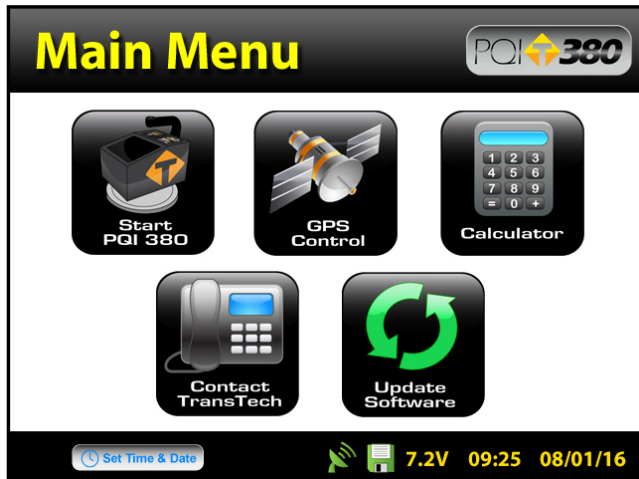 Main Menu
PQI T 380
Start
PQI 380
GPS
Control
1 2 3
4 5 6
7 8 9
= 0 +
Calculator
Contact
TransTech
Update
Software
Set Time & Date
7.2V 09:25 08/01/16